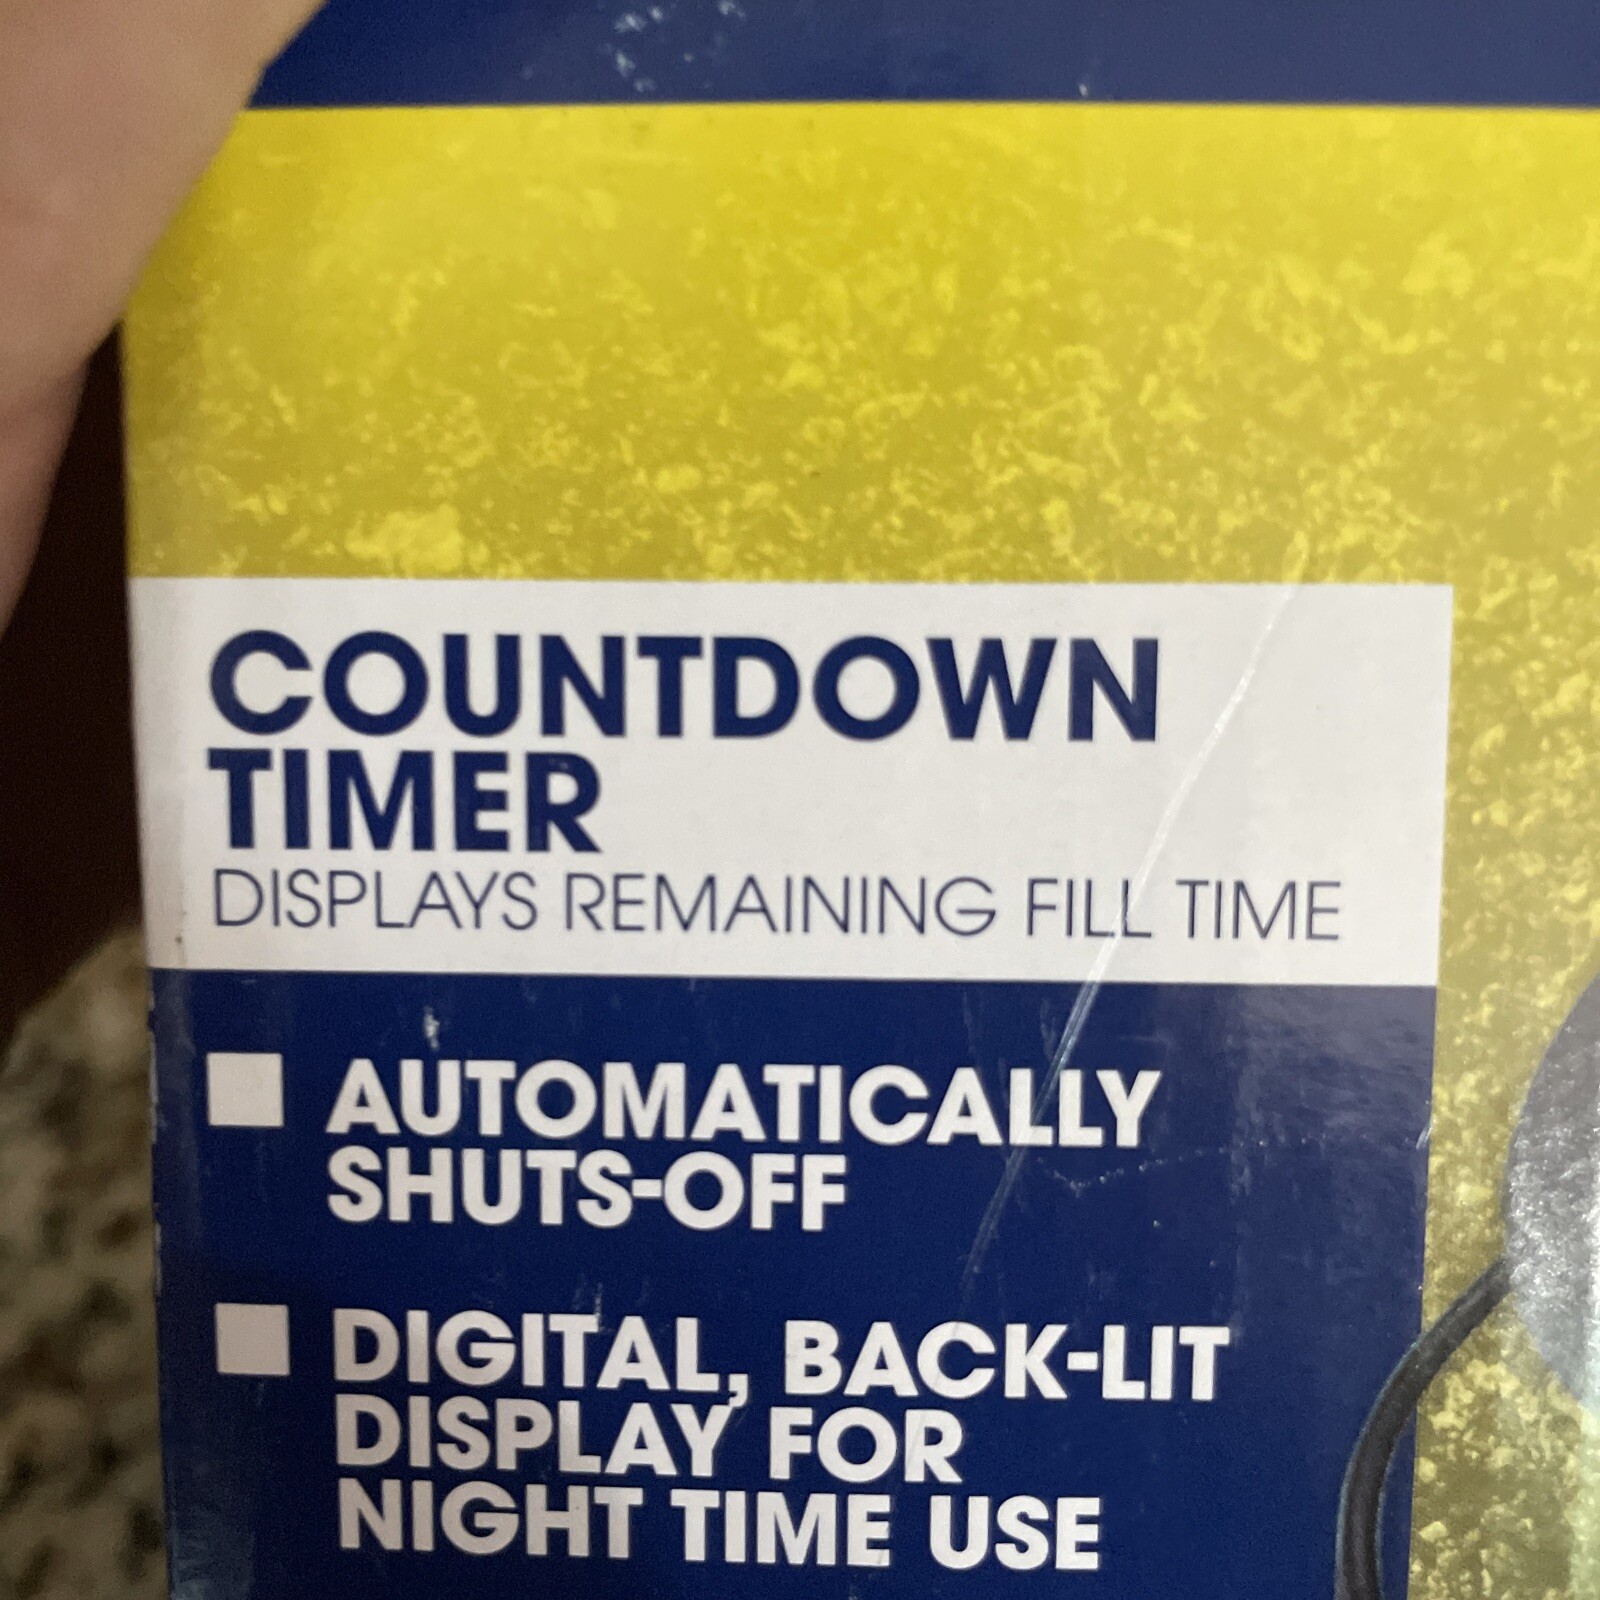 COUNTDOWN
TIMER
DISPLAYS REMAINING FILL TIME
AUTOMATICALLY
SHUTS-OFF
DIGITAL, BACK-LIT
DISPLAY FOR
NIGHT TIME USE